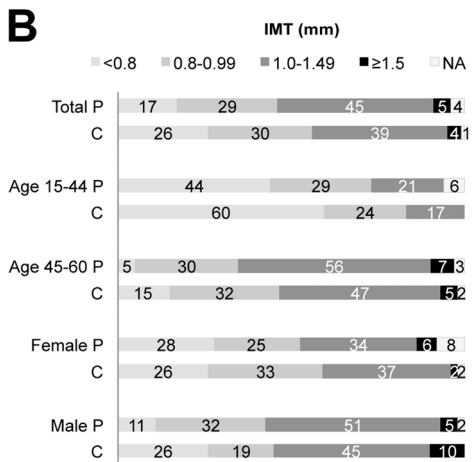 B
IMT (mm)
<0.8 0.8-0.99 1.0-1.49 ≥1.5 NA
Total P 17 29 45 5 4
C 26 30 39 4 1
Age 15-44 P 44 29 21 6
C 60 24 17
Age 45-60 P 5 30 56 7 3
C 15 32 47 5 2
Female P 28 25 34 6 8
C 26 33 37 2 2
Male P 11 32 51 5 2
C 26 19 45 10